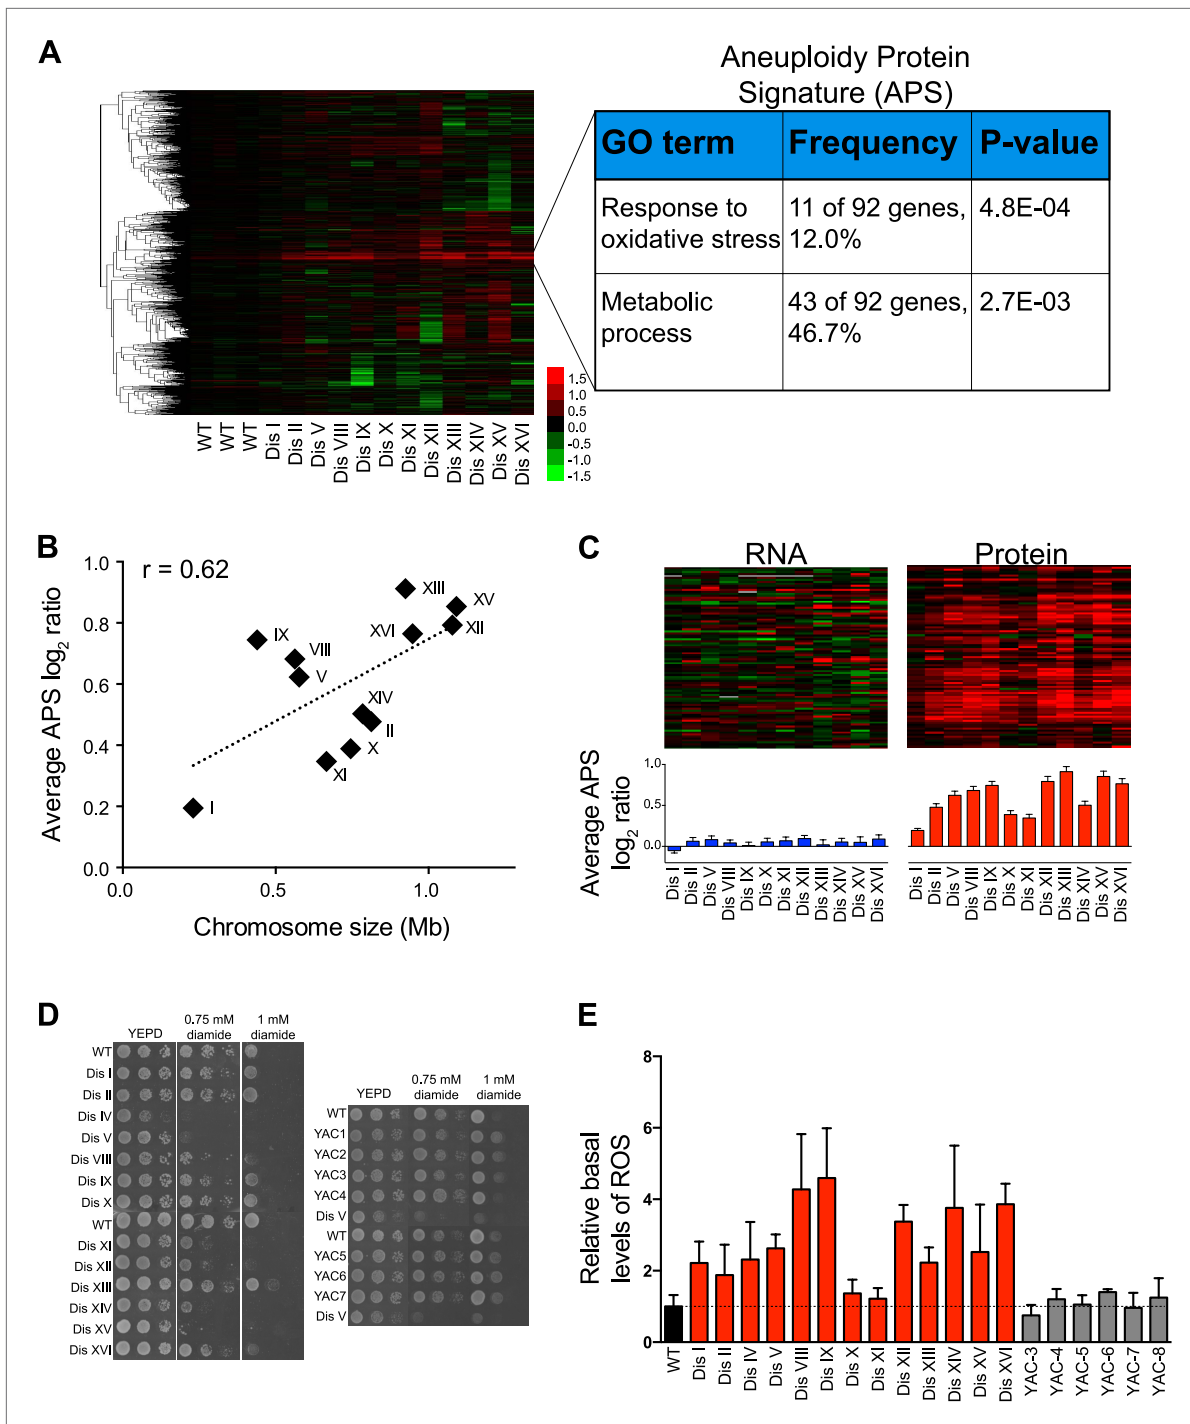 A
Aneuploidy Protein
Signature (APS)
GO term Frequency P-value
Response to oxidative stress 11 of 92 genes, 12.0% 4.8E-04
Metabolic process 43 of 92 genes, 46.7% 2.7E-03
1.5
1.0
0.5
0.0
-0.5
-1.0
-1.5
WT WT WT Dis I Dis II Dis V Dis VIII Dis IX Dis X Dis XI Dis XII Dis XIII Dis XIV Dis XV Dis XVI
B
r = 0.62
Average APS log2 ratio
1.0
0.8
0.6
0.4
0.2
0.0
XIII
XV
XVI
XII
IX
VIII
V
XIV
II
X
XI
I
0.0 0.5 1.0
Chromosome size (Mb)
C
RNA Protein
Average APS
log2 ratio
1.0
0.5
0.0
Dis I Dis II Dis V Dis VIII Dis IX Dis X Dis XI Dis XII Dis XIII Dis XIV Dis XV Dis XVI
Dis I Dis II Dis V Dis VIII Dis IX Dis X Dis XI Dis XII Dis XIII Dis XIV Dis XV Dis XVI
D
YEPD 0.75 mM diamide 1 mM diamide
WT
Dis I
Dis II
Dis IV
Dis V
Dis VIII
Dis IX
Dis X
WT
Dis XI
Dis XII
Dis XIII
Dis XIV
Dis XV
Dis XVI
YEPD 0.75 mM diamide 1 mM diamide
WT
YAC1
YAC2
YAC3
YAC4
Dis V
WT
YAC5
YAC6
YAC7
Dis V
E
Relative basal
levels of ROS
8
6
4
2
0
WT Dis I Dis II Dis IV Dis V Dis VIII Dis IX Dis X Dis XI Dis XII Dis XIII Dis XIV Dis XV Dis XVI YAC-3 YAC-4 YAC-5 YAC-6 YAC-7 YAC-8